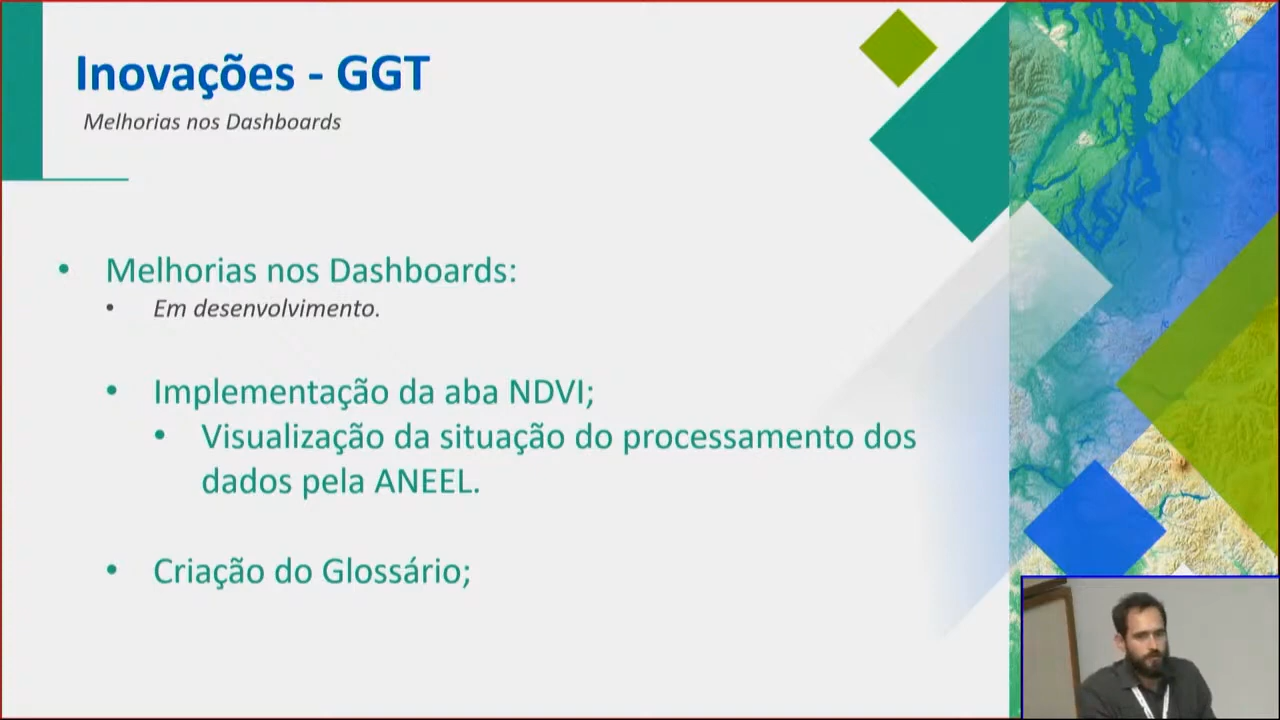 Inovações - GGT
Melhorias nos Dashboards
• Melhorias nos Dashboards:
• Em desenvolvimento.
• Implementação da aba NDVI;
• Visualização da situação do processamento dos
dados pela ANEEL.
• Criação do Glossário;